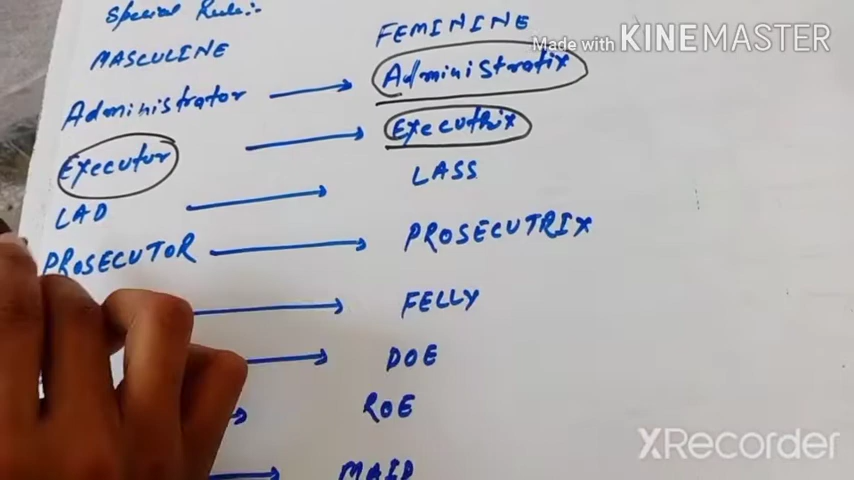 Special Rule:-
MASCULINE FEMININE
Administrator → Administratix
Executor → Executrix
LAD → LASS
PROSECUTOR → PROSECUTRIX
→ FELLY
→ DOE
→ ROE
→ MAID
Made with KINEMASTER
XRecorder